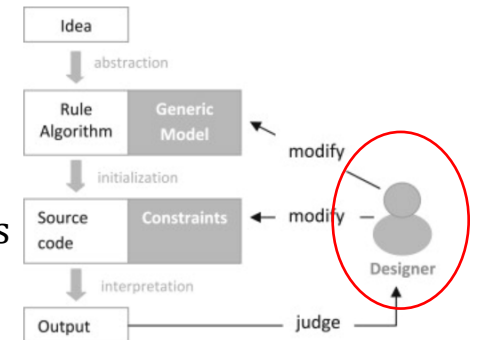 Idea
abstraction
Rule Generic
Algorithm Model
modify
initialization
s Source Constraints modify
code
Designer
interpretation
Output judge